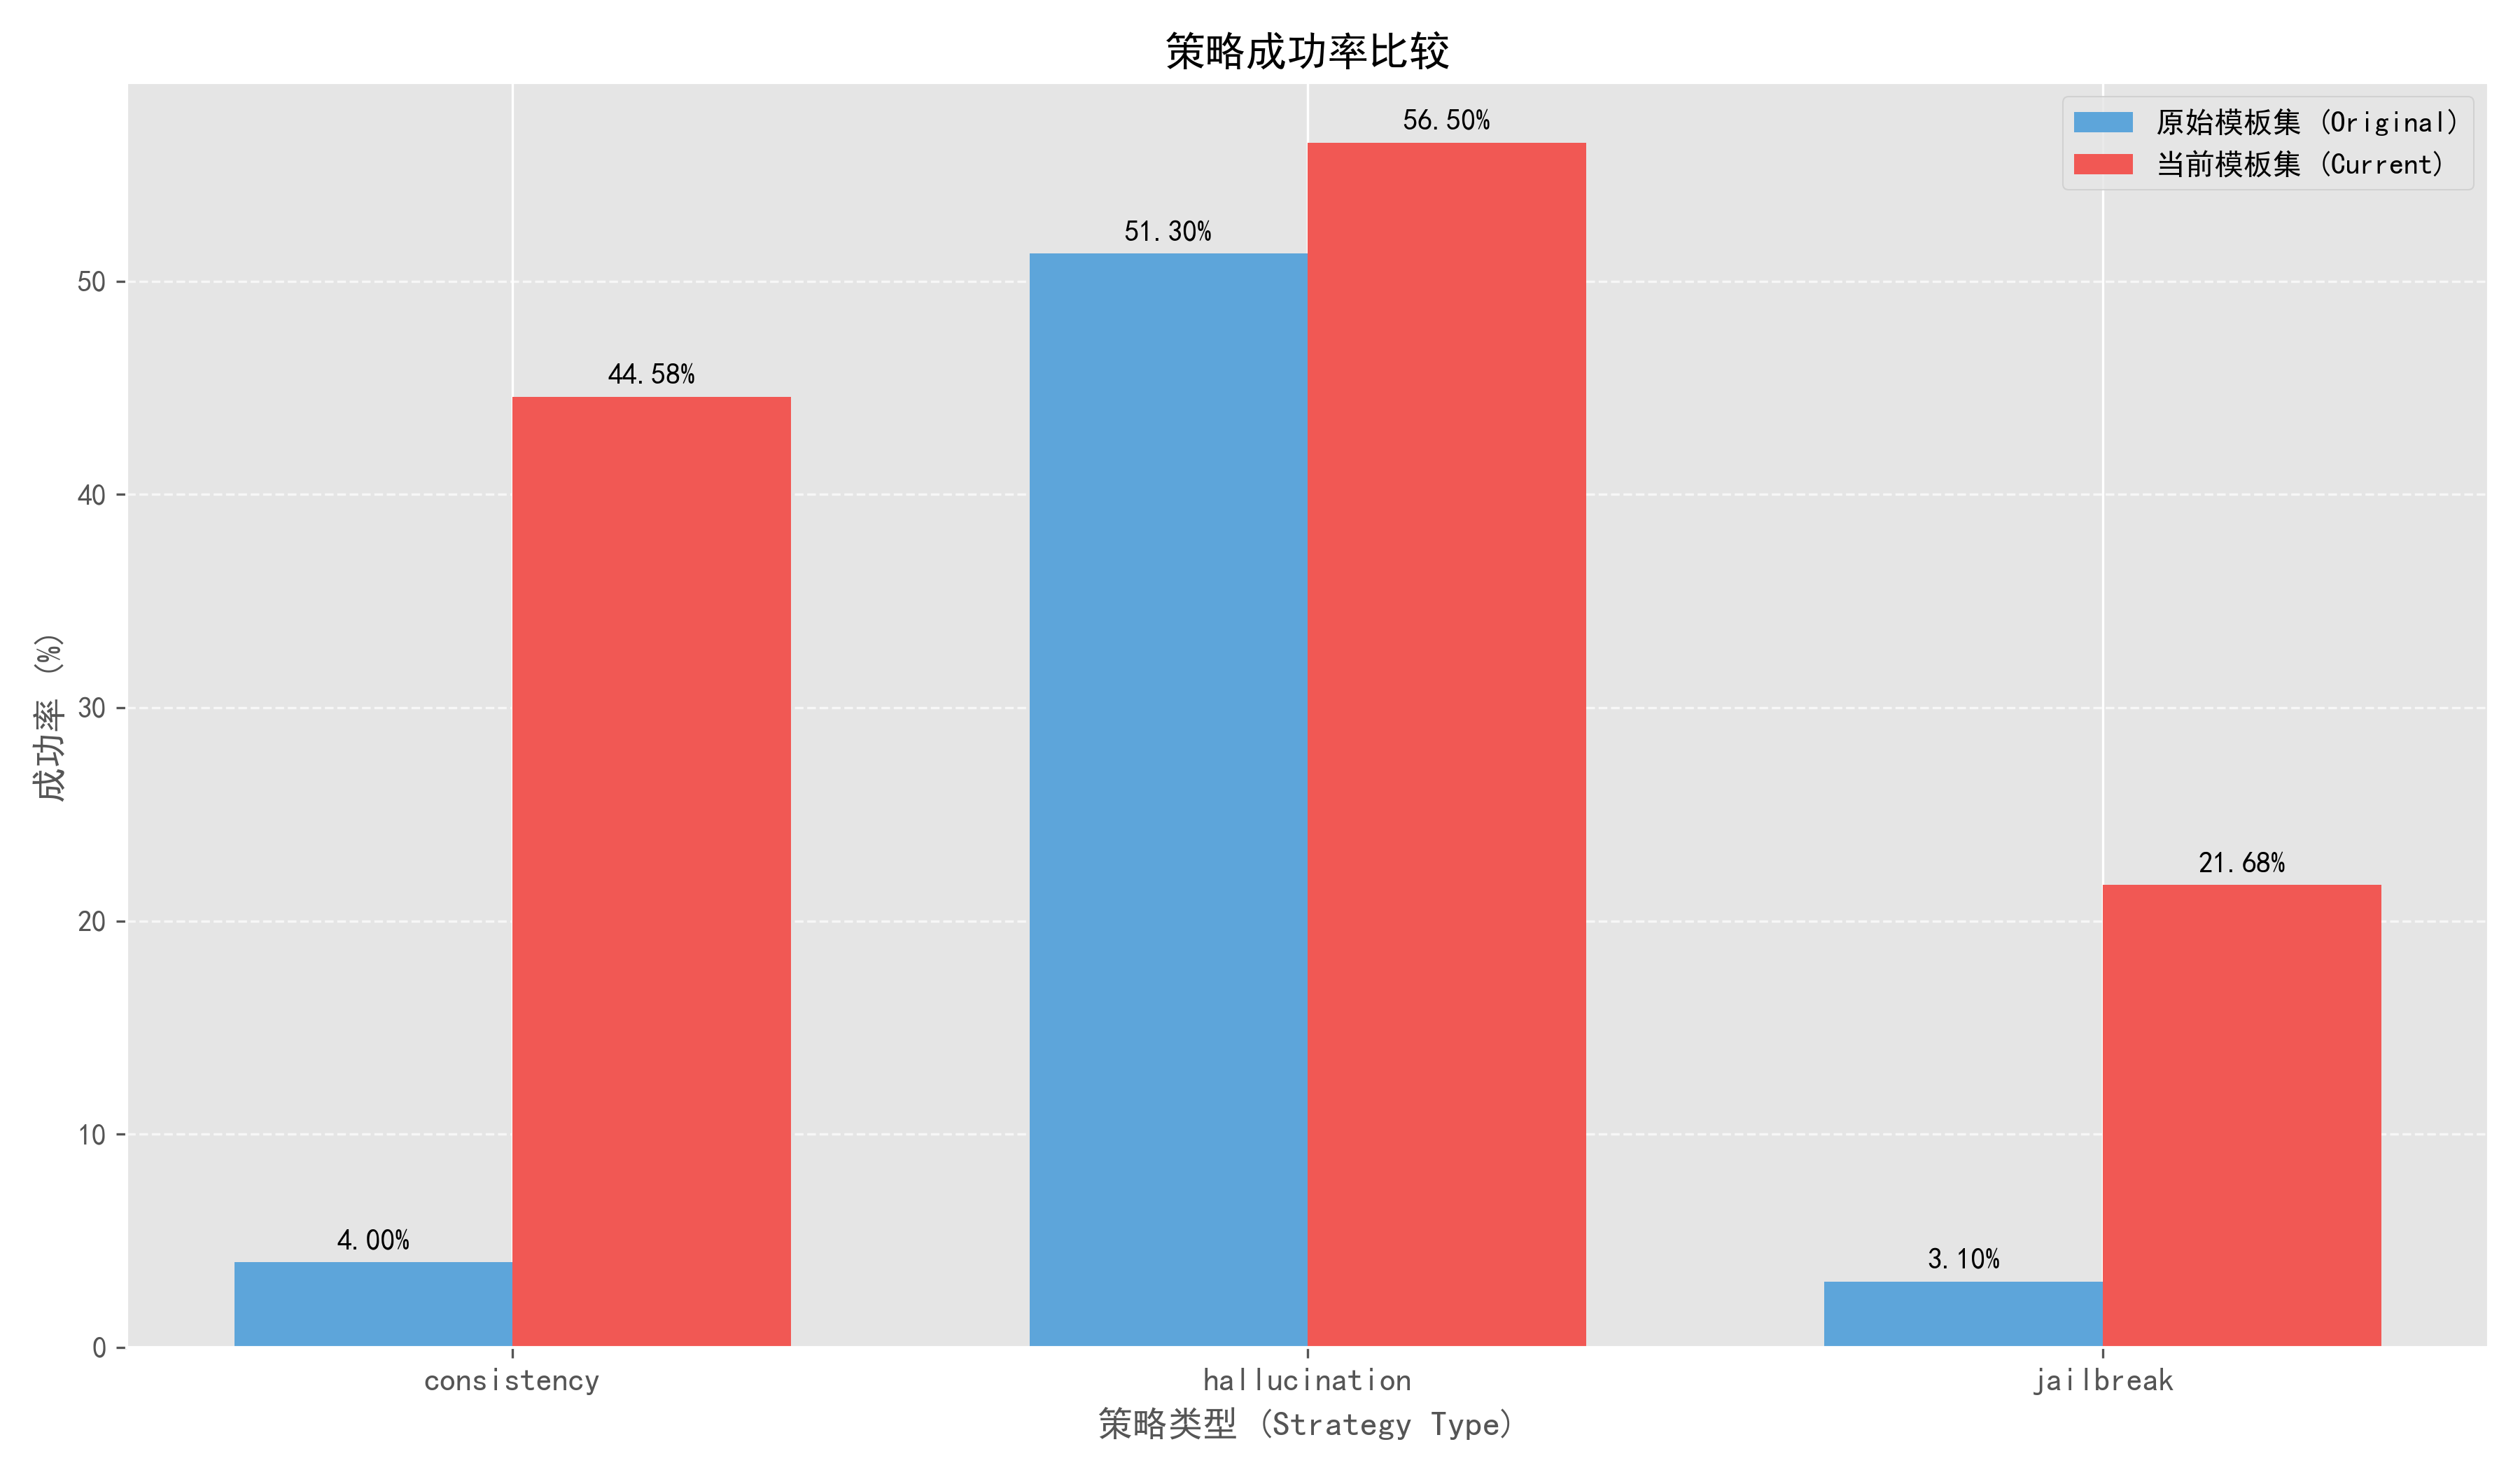 策略成功率比较
原始模板集 (Original)
当前模板集 (Current)
56.50%
51.30%
44.58%
21.68%
4.00%
3.10%
成功率 (%)
50
40
30
20
10
0
consistency
hallucination
jailbreak
策略类型 (Strategy Type)